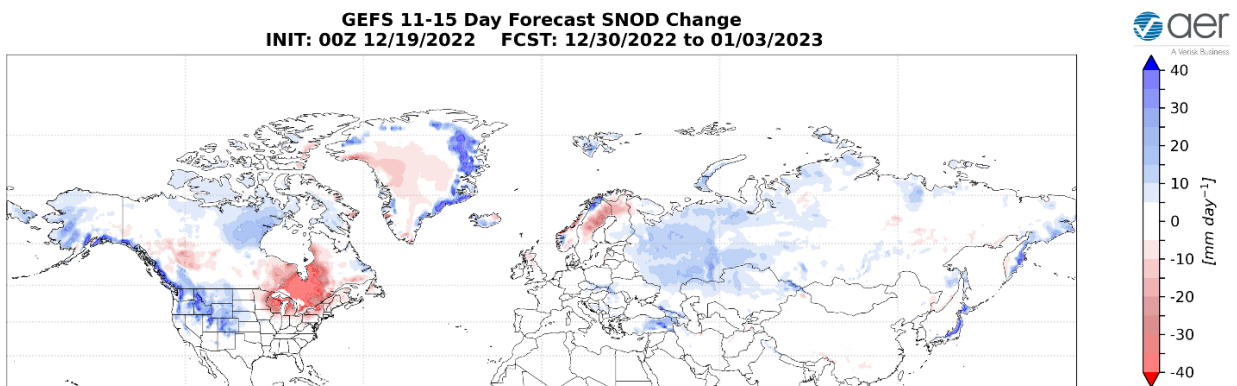 GEFS 11-15 Day Forecast SNOD Change
INIT: 00Z 12/19/2022    FCST: 12/30/2022 to 01/03/2023
aer
A Verisk Business
40
30
20
10
0
-10
-20
-30
-40
[mm day⁻¹]